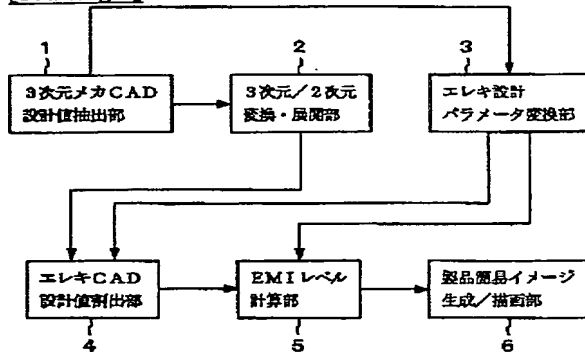 1
2
3
3次元メカCAD
設計値抽出部
3次元/2次元
変換・展開部
エレキ設計
パラメータ変換部
エレキCAD
設計値割出部
EMIレベル
計算部
製品簡易イメージ
生成/描画部
4
5
6